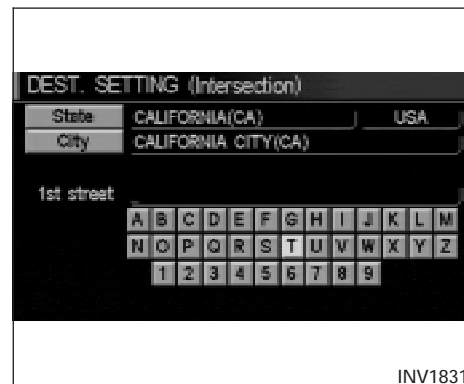 DEST. SETTING (Intersection)
State CALIFORNIA(CA) USA
City CALIFORNIA CITY(CA)
1st street
A B C D E F G H I J K L M
N O P Q R S T U V W X Y Z
1 2 3 4 5 6 7 8 9
INV1831